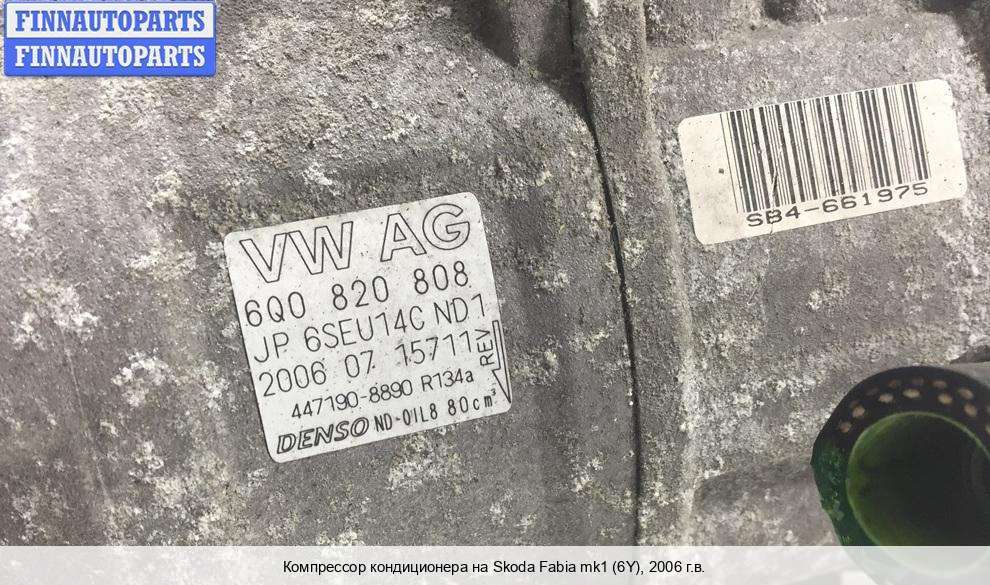 FINNAUTOPARTS
FINNAUTOPARTS
SB4-661975
VW AG
6Q0 820 808
JP 6SEU14C ND1
2006 07 15711
REV
447190-8890 R134a
DENSO ND-OIL8 80cm³
Компрессор кондиционера на Skoda Fabia mk1 (6Y), 2006 г.в.